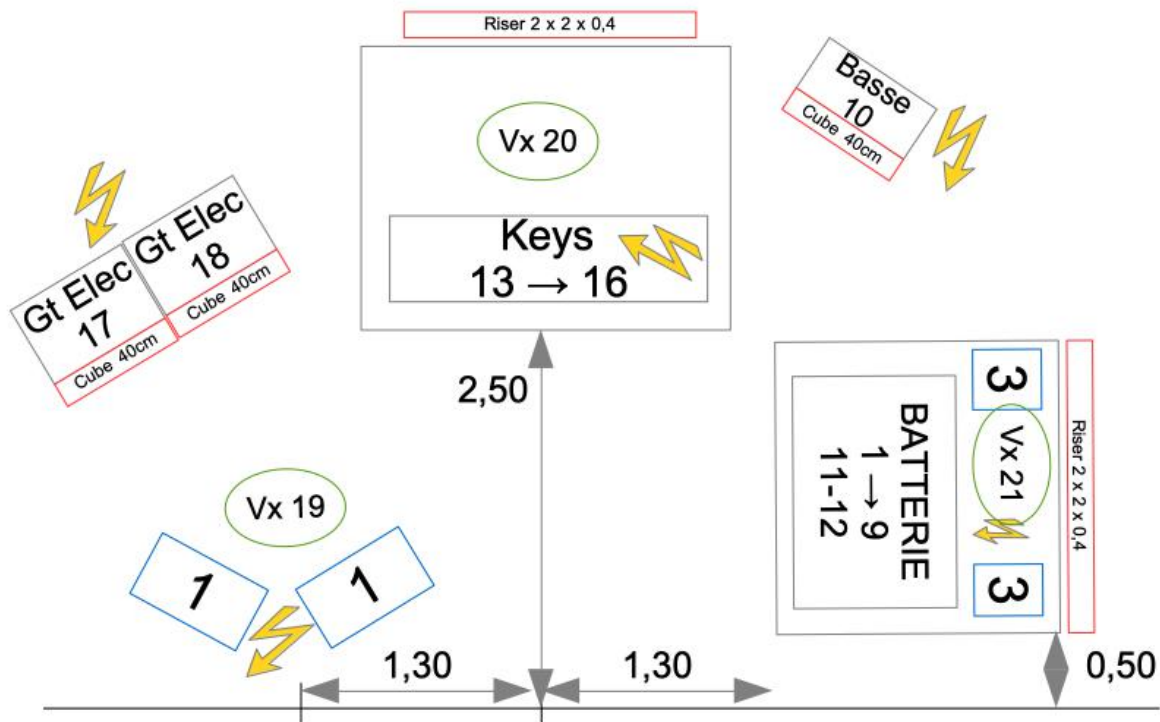 Riser 2 x 2 x 0,4
Vx 20
Keys
13 → 16
Basse
10
Cube 40cm
Gt Elec
18
Cube 40cm
Gt Elec
17
Cube 40cm
2,50
Vx 19
1
1
BATTERIE
1 → 9
11-12
3
Vx 21
3
Riser 2 x 2 x 0,4
1,30
1,30
0,50